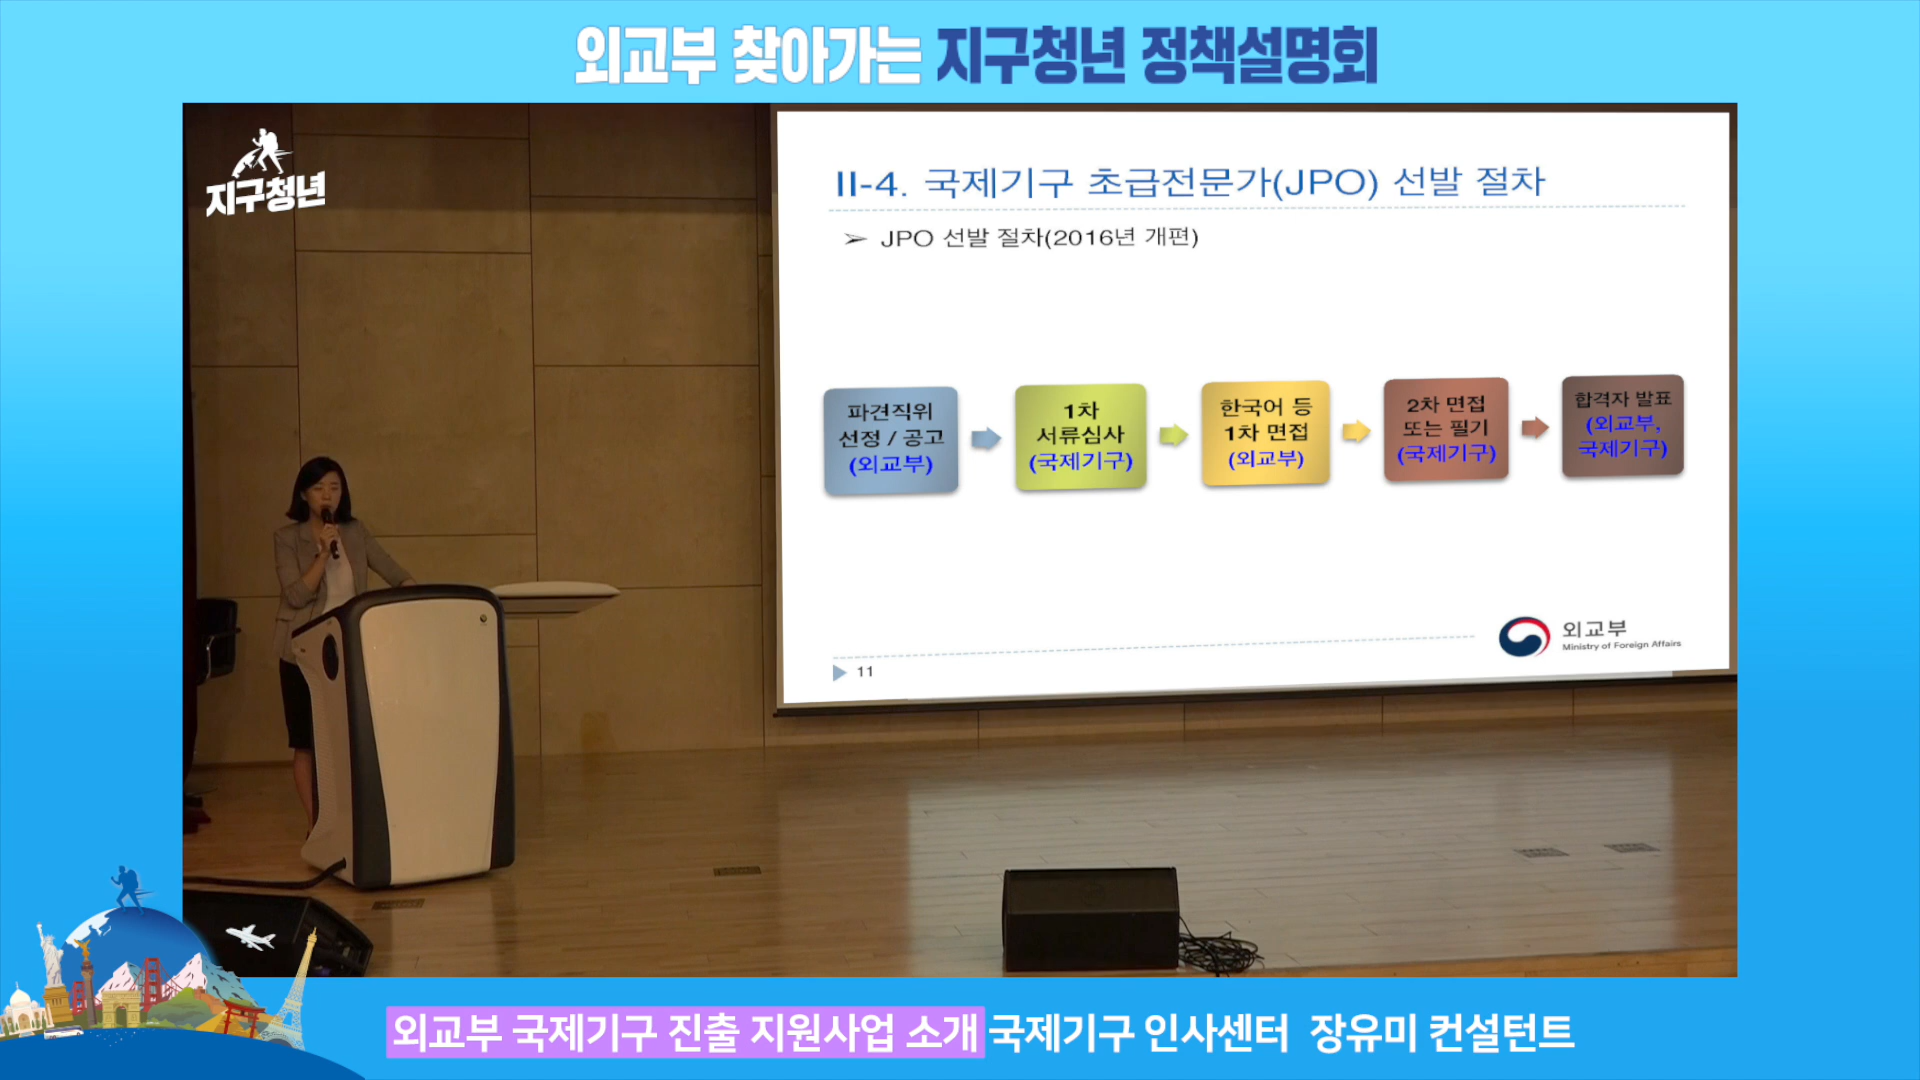 외교부 찾아가는 지구청년 정책설명회
지구청년
II-4. 국제기구 초급전문가(JPO) 선발 절차
➢ JPO 선발 절차(2016년 개편)
파견직위
선정 / 공고
(외교부)
1차
서류심사
(국제기구)
한국어 등
1차 면접
(외교부)
2차 면접
또는 필기
(국제기구)
합격자 발표
(외교부,
국제기구)
외교부
Ministry of Foreign Affairs
11
외교부 국제기구 진출 지원사업 소개 국제기구 인사센터 장유미 컨설턴트